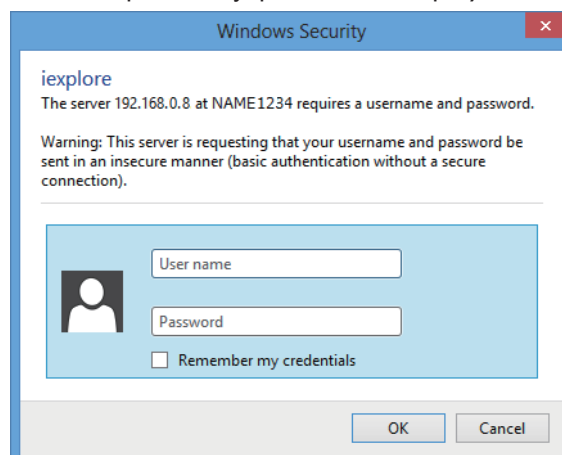 Windows Security
iexplore
The server 192.168.0.8 at NAME1234 requires a username and password.
Warning: This server is requesting that your username and password be
sent in an insecure manner (basic authentication without a secure
connection).
User name
Password
Remember my credentials
OK
Cancel